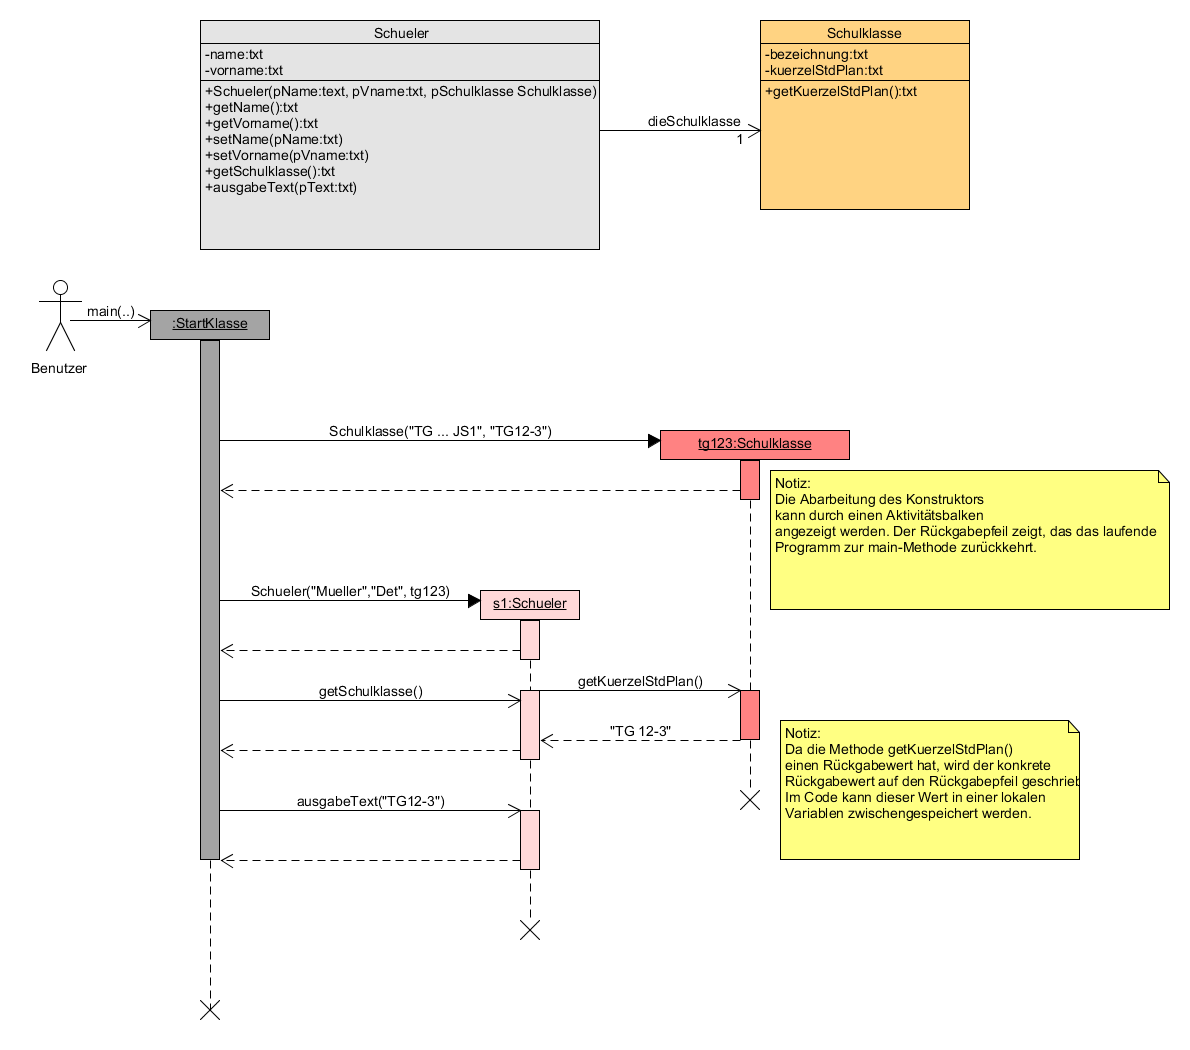 Schueler
-name:txt
-vorname:txt
+Schueler(pName:text, pVname:txt, pSchulklasse Schulklasse)
+getName():txt
+getVorname():txt
+setName(pName:txt)
+setVorname(pVname:txt)
+getSchulklasse():txt
+ausgabeText(pText:txt)
dieSchulklasse
1
Schulklasse
-bezeichnung:txt
-kuerzelStdPlan:txt
+getKuerzelStdPlan():txt
Benutzer
main(..)
:StartKlasse
Schulklasse("TG ... JS1", "TG12-3")
tg123:Schulklasse
Notiz:
Die Abarbeitung des Konstruktors
kann durch einen Aktivitätsbalken
angezeigt werden. Der Rückgabepfeil zeigt, das das laufende
Programm zur main-Methode zurückkehrt.
Schueler("Mueller","Det", tg123)
s1:Schueler
getSchulklasse()
getKuerzelStdPlan()
"TG 12-3"
Notiz:
Da die Methode getKuerzelStdPlan()
einen Rückgabewert hat, wird der konkrete
Rückgabewert auf den Rückgabepfeil geschrieb
Im Code kann dieser Wert in einer lokalen
Variablen zwischengespeichert werden.
ausgabeText("TG12-3")